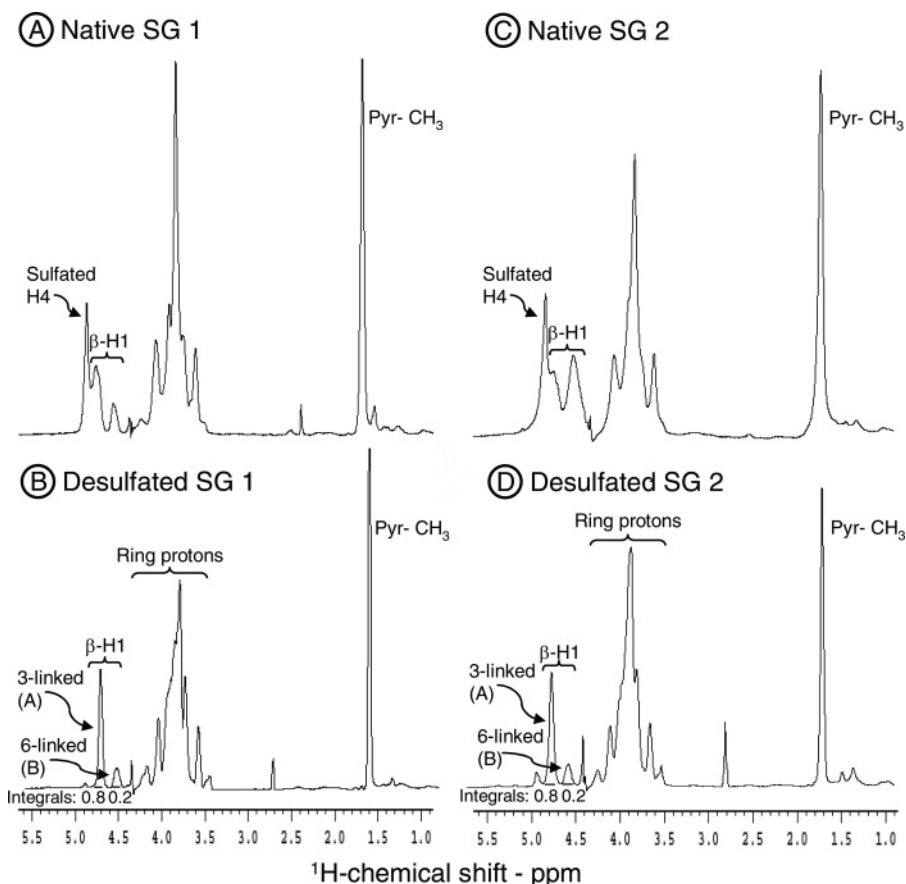 A Native SG 1
Pyr- CH3
Sulfated
H4
β-H1
C Native SG 2
Pyr- CH3
Sulfated
H4
β-H1
B Desulfated SG 1
Pyr- CH3
Ring protons
β-H1
3-linked
(A)
6-linked
(B)
Integrals: 0.8 0.2
5.5 5.0 4.5 4.0 3.5 3.0 2.5 2.0 1.5 1.0
D Desulfated SG 2
Ring protons
Pyr- CH3
β-H1
3-linked
(A)
6-linked
(B)
Integrals: 0.8 0.2
5.5 5.0 4.5 4.0 3.5 3.0 2.5 2.0 1.5 1.0
1H-chemical shift - ppm